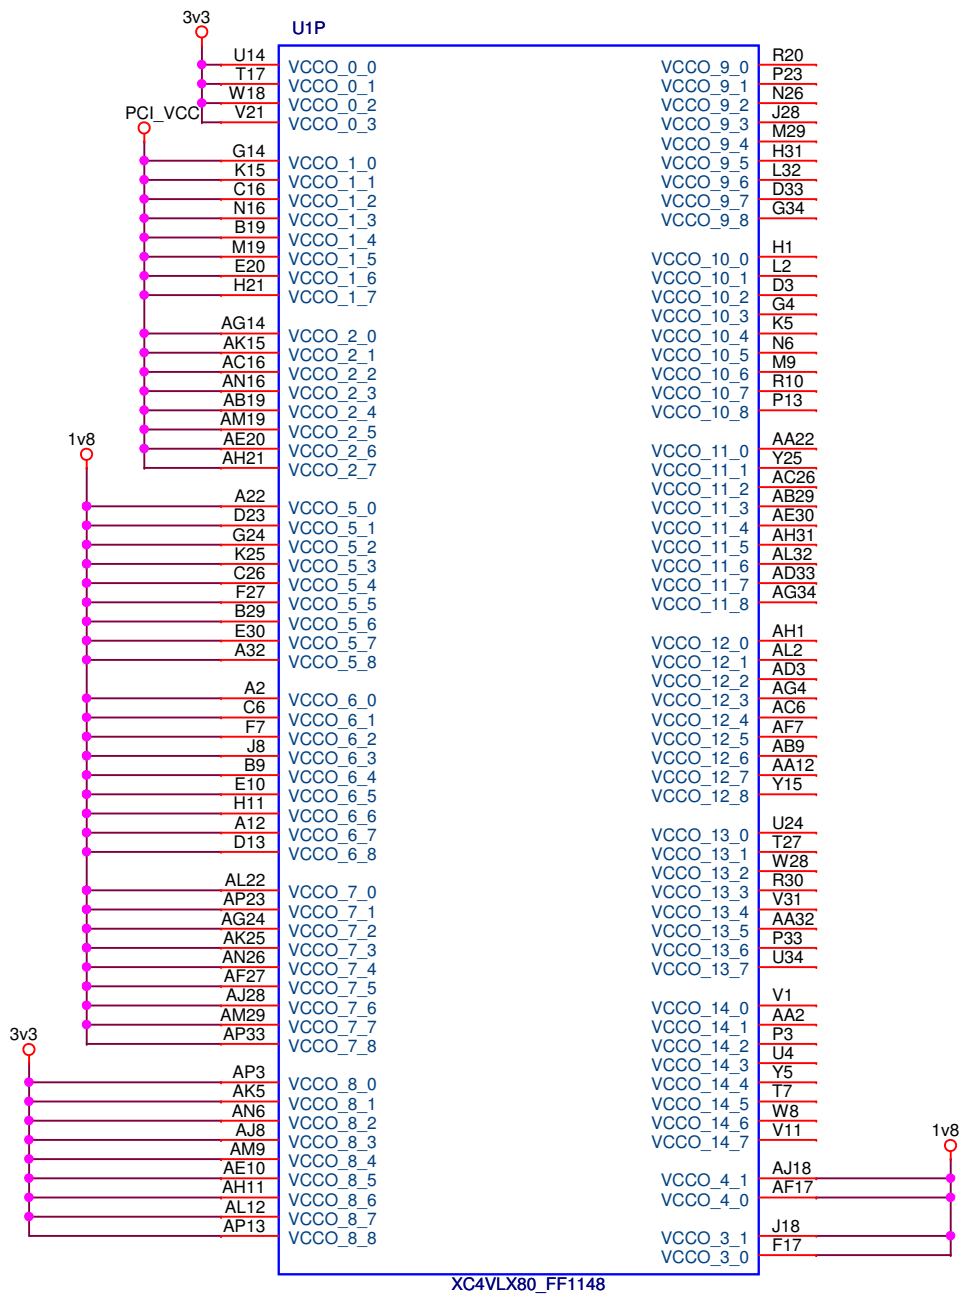 3v3
U1P
U14 VCCO_0_0
T17 VCCO_0_1
W18 VCCO_0_2
V21 VCCO_0_3
PCI_VCC
G14 VCCO_1_0
K15 VCCO_1_1
C16 VCCO_1_2
N16 VCCO_1_3
B19 VCCO_1_4
M19 VCCO_1_5
E20 VCCO_1_6
H21 VCCO_1_7
AG14 VCCO_2_0
AK15 VCCO_2_1
AC16 VCCO_2_2
AN16 VCCO_2_3
AB19 VCCO_2_4
AM19 VCCO_2_5
AE20 VCCO_2_6
AH21 VCCO_2_7
1v8
A22 VCCO_5_0
D23 VCCO_5_1
G24 VCCO_5_2
K25 VCCO_5_3
C26 VCCO_5_4
F27 VCCO_5_5
B29 VCCO_5_6
E30 VCCO_5_7
A32 VCCO_5_8
A2 VCCO_6_0
C6 VCCO_6_1
F7 VCCO_6_2
J8 VCCO_6_3
B9 VCCO_6_4
E10 VCCO_6_5
H11 VCCO_6_6
A12 VCCO_6_7
D13 VCCO_6_8
AL22 VCCO_7_0
AP23 VCCO_7_1
AG24 VCCO_7_2
AK25 VCCO_7_3
AN26 VCCO_7_4
AF27 VCCO_7_5
AJ28 VCCO_7_6
AM29 VCCO_7_7
AP33 VCCO_7_8
3v3
AP3 VCCO_8_0
AK5 VCCO_8_1
AN6 VCCO_8_2
AJ8 VCCO_8_3
AM9 VCCO_8_4
AE10 VCCO_8_5
AH11 VCCO_8_6
AL12 VCCO_8_7
AP13 VCCO_8_8
VCCO_9_0 R20
VCCO_9_1 P23
VCCO_9_2 N26
VCCO_9_3 J28
VCCO_9_4 M29
VCCO_9_5 H31
VCCO_9_6 L32
VCCO_9_7 D33
VCCO_9_8 G34
VCCO_10_0 H1
VCCO_10_1 L2
VCCO_10_2 D3
VCCO_10_3 G4
VCCO_10_4 K5
VCCO_10_5 N6
VCCO_10_6 M9
VCCO_10_7 R10
VCCO_10_8 P13
VCCO_11_0 AA22
VCCO_11_1 Y25
VCCO_11_2 AC26
VCCO_11_3 AB29
VCCO_11_4 AE30
VCCO_11_5 AH31
VCCO_11_6 AL32
VCCO_11_7 AD33
VCCO_11_8 AG34
VCCO_12_0 AH1
VCCO_12_1 AL2
VCCO_12_2 AD3
VCCO_12_3 AG4
VCCO_12_4 AC6
VCCO_12_5 AF7
VCCO_12_6 AB9
VCCO_12_7 AA12
VCCO_12_8 Y15
VCCO_13_0 U24
VCCO_13_1 T27
VCCO_13_2 W28
VCCO_13_3 R30
VCCO_13_4 V31
VCCO_13_5 AA32
VCCO_13_6 P33
VCCO_13_7 U34
VCCO_14_0 V1
VCCO_14_1 AA2
VCCO_14_2 P3
VCCO_14_3 U4
VCCO_14_4 Y5
VCCO_14_5 T7
VCCO_14_6 W8
VCCO_14_7 V11
1v8
VCCO_4_1 AJ18
VCCO_4_0 AF17
VCCO_3_1 J18
VCCO_3_0 F17
XC4VLX80_FF1148